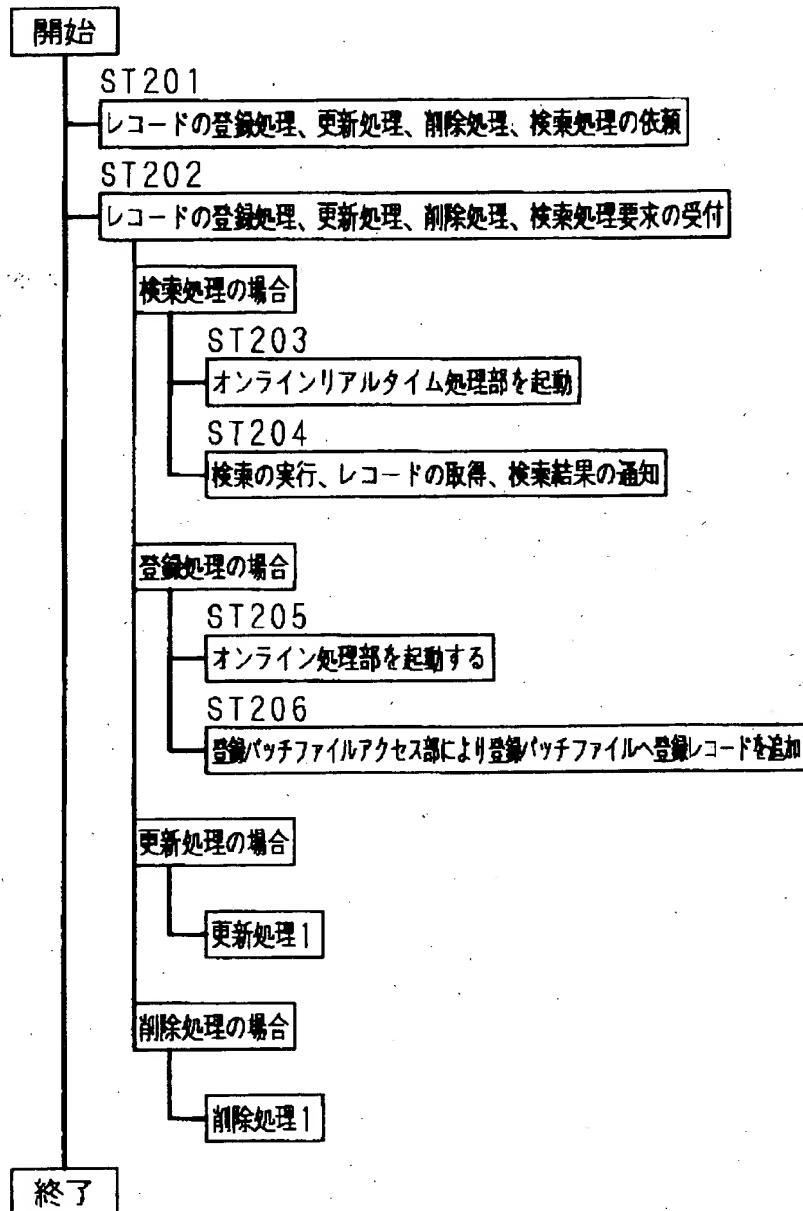 開始
ST201
レコードの登録処理、更新処理、削除処理、検索処理の依頼
ST202
レコードの登録処理、更新処理、削除処理、検索処理要求の受付
検索処理の場合
ST203
オンラインリアルタイム処理部を起動
ST204
検索の実行、レコードの取得、検索結果の通知
登録処理の場合
ST205
オンライン処理部を起動する
ST206
登録バッチファイルアクセス部により登録バッチファイルへ登録レコードを追加
更新処理の場合
更新処理1
削除処理の場合
削除処理1
終了